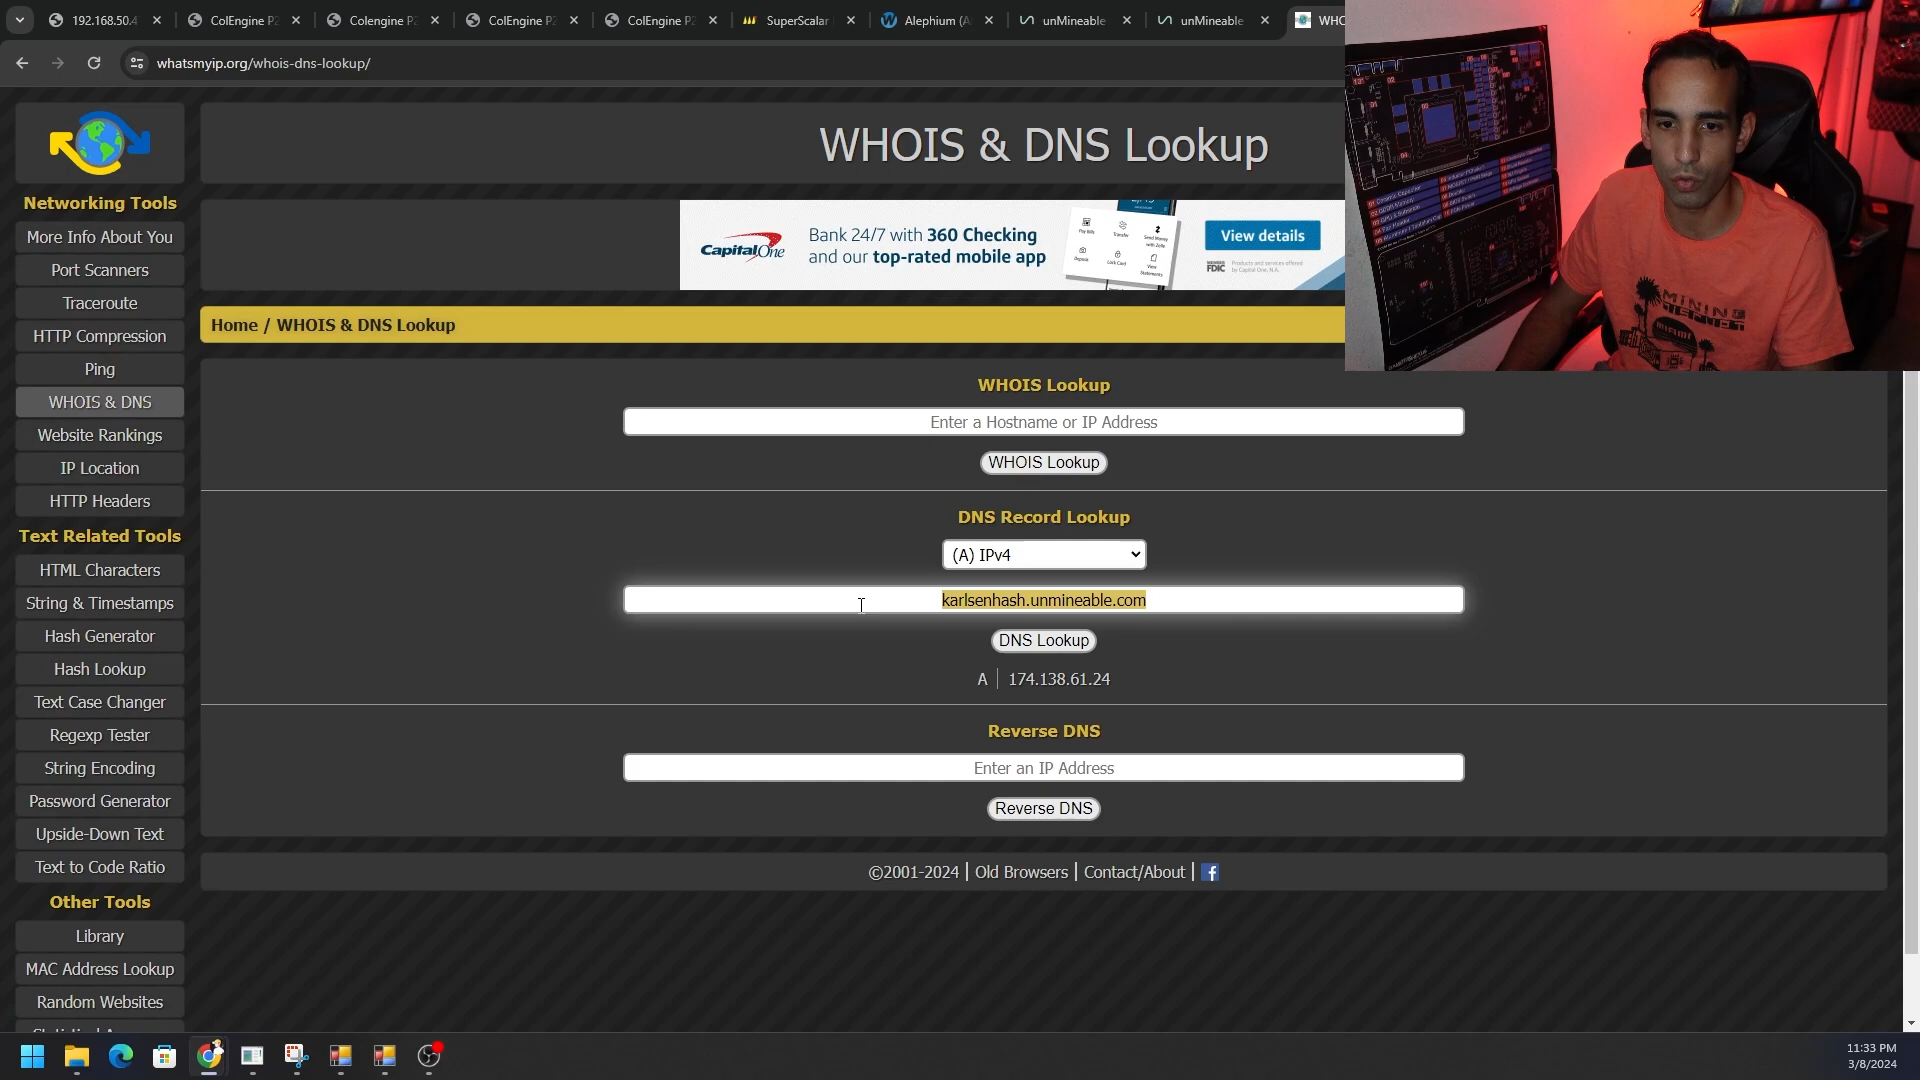 192.168.50.4
ColEngine P2
Colengine P2
ColEngine P2
ColEngine P2
SuperScalar
Alephium (A
unMineable
unMineable
WHO
whatsmyip.org/whois-dns-lookup/
WHOIS & DNS Lookup
Capital One
Bank 24/7 with 360 Checking
and our top-rated mobile app
View details
Home / WHOIS & DNS Lookup
Networking Tools
More Info About You
Port Scanners
Traceroute
HTTP Compression
Ping
WHOIS & DNS
Website Rankings
IP Location
HTTP Headers
Text Related Tools
HTML Characters
String & Timestamps
Hash Generator
Hash Lookup
Text Case Changer
Regexp Tester
String Encoding
Password Generator
Upside-Down Text
Text to Code Ratio
Other Tools
Library
MAC Address Lookup
Random Websites
WHOIS Lookup
Enter a Hostname or IP Address
WHOIS Lookup
DNS Record Lookup
(A) IPv4
karlsenhash.unmineable.com
DNS Lookup
A 174.138.61.24
Reverse DNS
Enter an IP Address
Reverse DNS
©2001-2024 | Old Browsers | Contact/About |
MINING
MIAMI
11:33 PM
3/8/2024